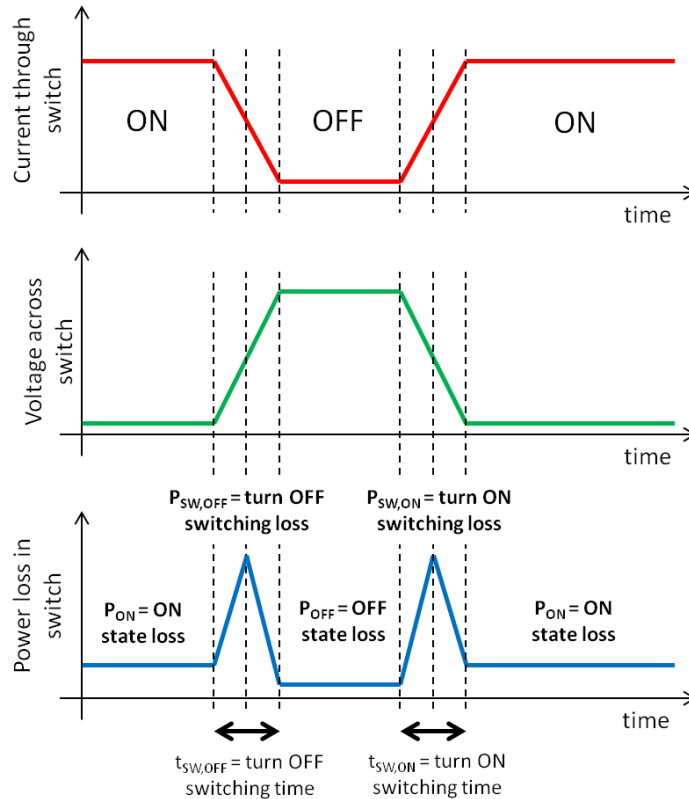 Current through
switch
ON
OFF
ON
time
Voltage across
switch
time
P_SW,OFF = turn OFF
switching loss
P_SW,ON = turn ON
switching loss
Power loss in
switch
P_ON = ON
state loss
P_OFF = OFF
state loss
P_ON = ON
state loss
time
t_SW,OFF = turn OFF
switching time
t_SW,ON = turn ON
switching time